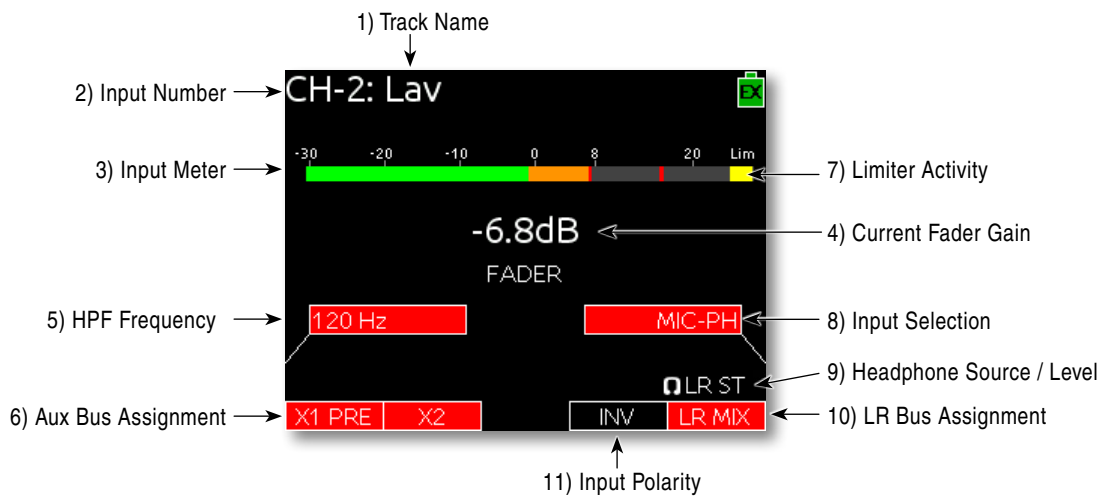 1) Track Name
2) Input Number
CH-2: Lav
EX
3) Input Meter
-30 -20 -10 0 8 20 Lim
7) Limiter Activity
-6.8dB
4) Current Fader Gain
FADER
5) HPF Frequency
120 Hz
MIC-PH
8) Input Selection
LR ST
9) Headphone Source / Level
6) Aux Bus Assignment
X1 PRE X2
INV LR MIX
10) LR Bus Assignment
11) Input Polarity